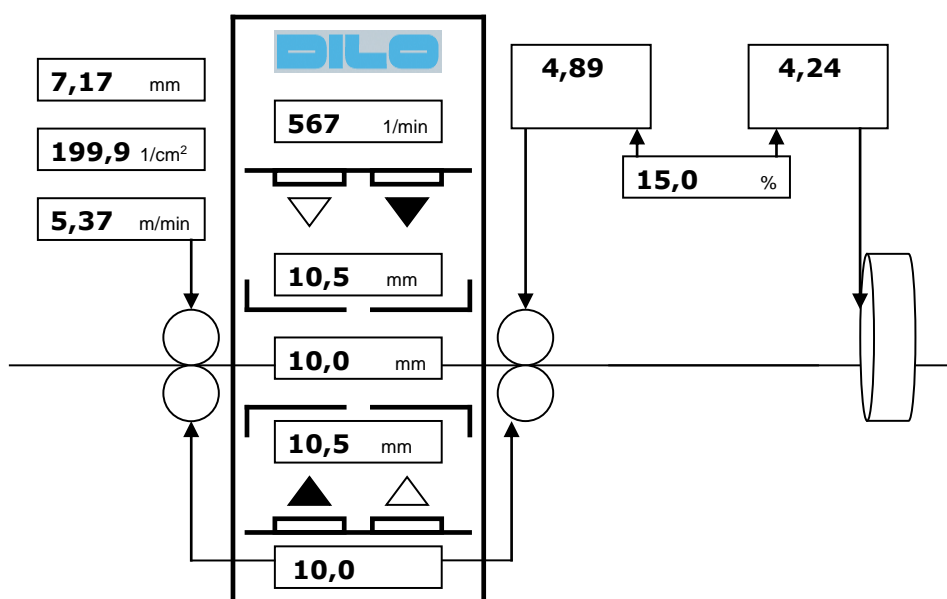 DILO
7,17 mm
567 1/min
4,89
4,24
199,9 1/cm²
15,0 %
5,37 m/min
10,5 mm
10,0 mm
10,5 mm
10,0